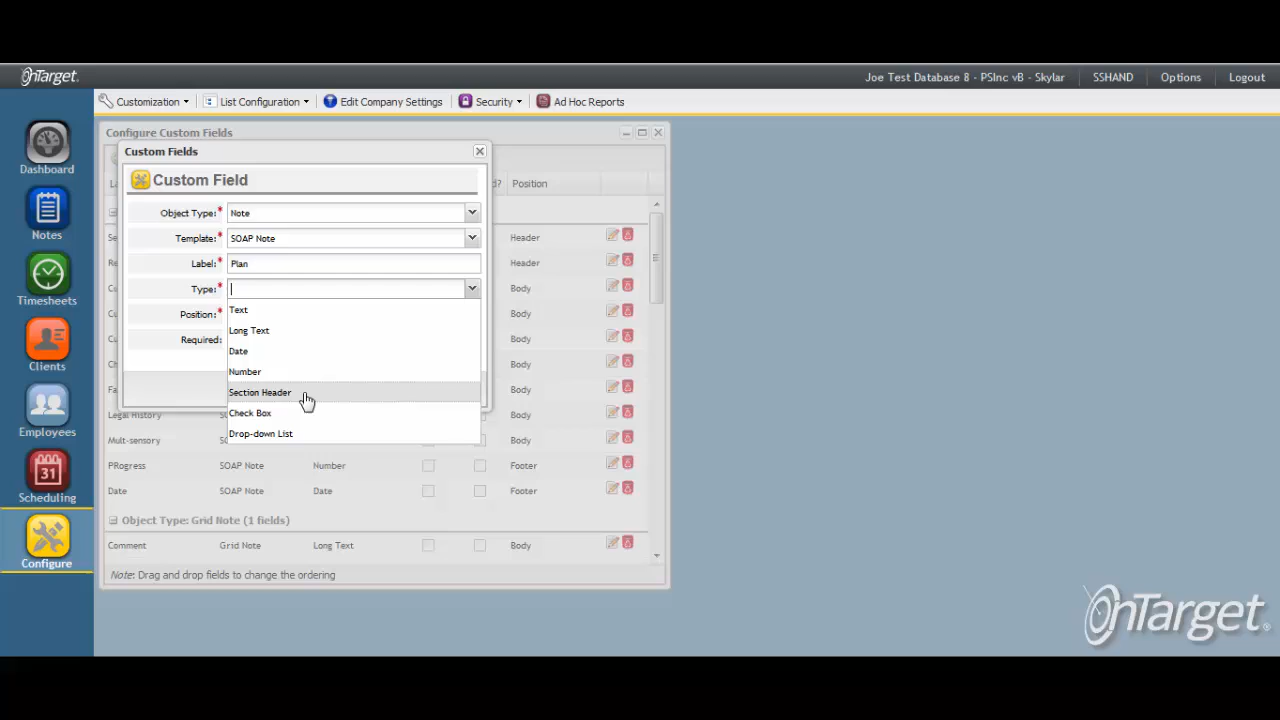 OnTarget.
Joe Test Database 8 - PSInc vB - Skylar SSHAND Options Logout
Customization List Configuration Edit Company Settings Security Ad Hoc Reports
Dashboard
Notes
Timesheets
Clients
Employees
31
Scheduling
Configure
Configure Custom Fields
Custom Fields
Custom Field
? Position
Object Type:* Note
Template:* SOAP Note
Label:* Plan
Type:*
Position:*
Required:
Text
Long Text
Date
Number
Section Header
Check Box
Drop-down List
Header
Header
Body
Body
Body
Body
Body
Legal History Body
Mult-sensory Body
PRogress SOAP Note Number Footer
Date SOAP Note Date Footer
Object Type: Grid Note (1 fields)
Comment Grid Note Long Text Body
Note: Drag and drop fields to change the ordering
OnTarget.